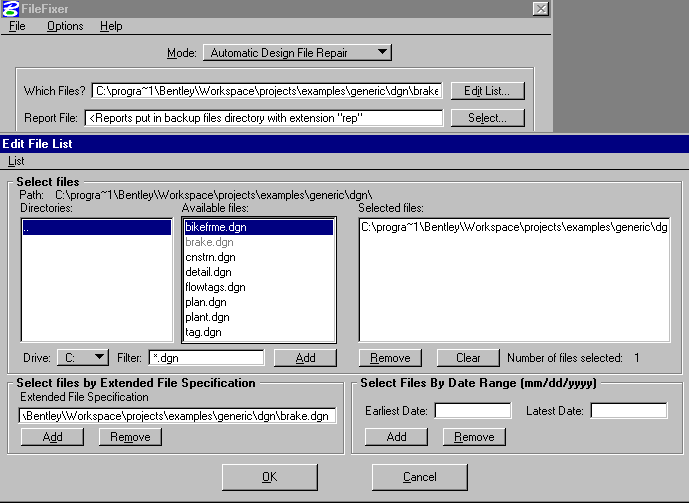 FileFixer
File Options Help
Mode: Automatic Design File Repair
Which Files? C:\progra~1\Bentley\Workspace\projects\examples\generic\dgn\brake Edit List...
Report File: <Reports put in backup files directory with extension "rep" Select...
Edit File List
List
Select files
Path: C:\progra~1\Bentley\Workspace\projects\examples\generic\dgn\
Directories: Available files: Selected files:
.. bikefrme.dgn C:\progra~1\Bentley\Workspace\projects\examples\generic\dg
brake.dgn
cnstrn.dgn
detail.dgn
flowtags.dgn
plan.dgn
plant.dgn
tag.dgn
Drive: C: Filter: *.dgn Add Remove Clear Number of files selected: 1
Select files by Extended File Specification Select Files By Date Range (mm/dd/yyyy)
Extended File Specification
\Bentley\Workspace\projects\examples\generic\dgn\brake.dgn Earliest Date: Latest Date:
Add Remove Add Remove
OK Cancel